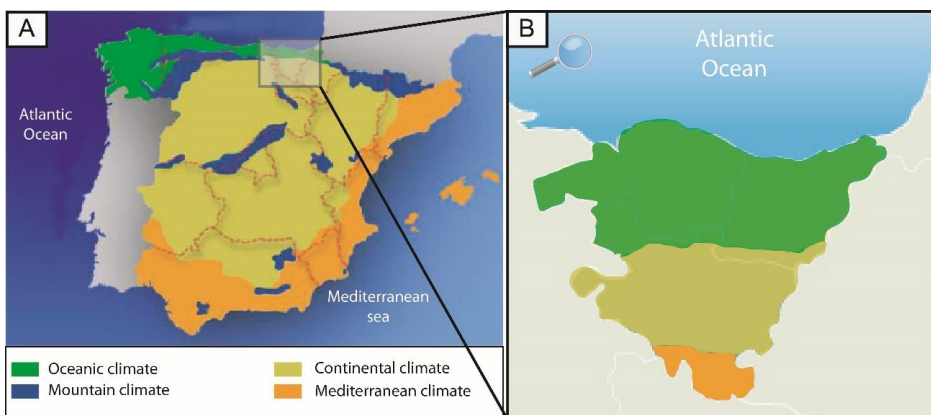 A
Atlantic
Ocean
Mediterranean
sea
Oceanic climate
Mountain climate
Continental climate
Mediterranean climate
B
Atlantic
Ocean